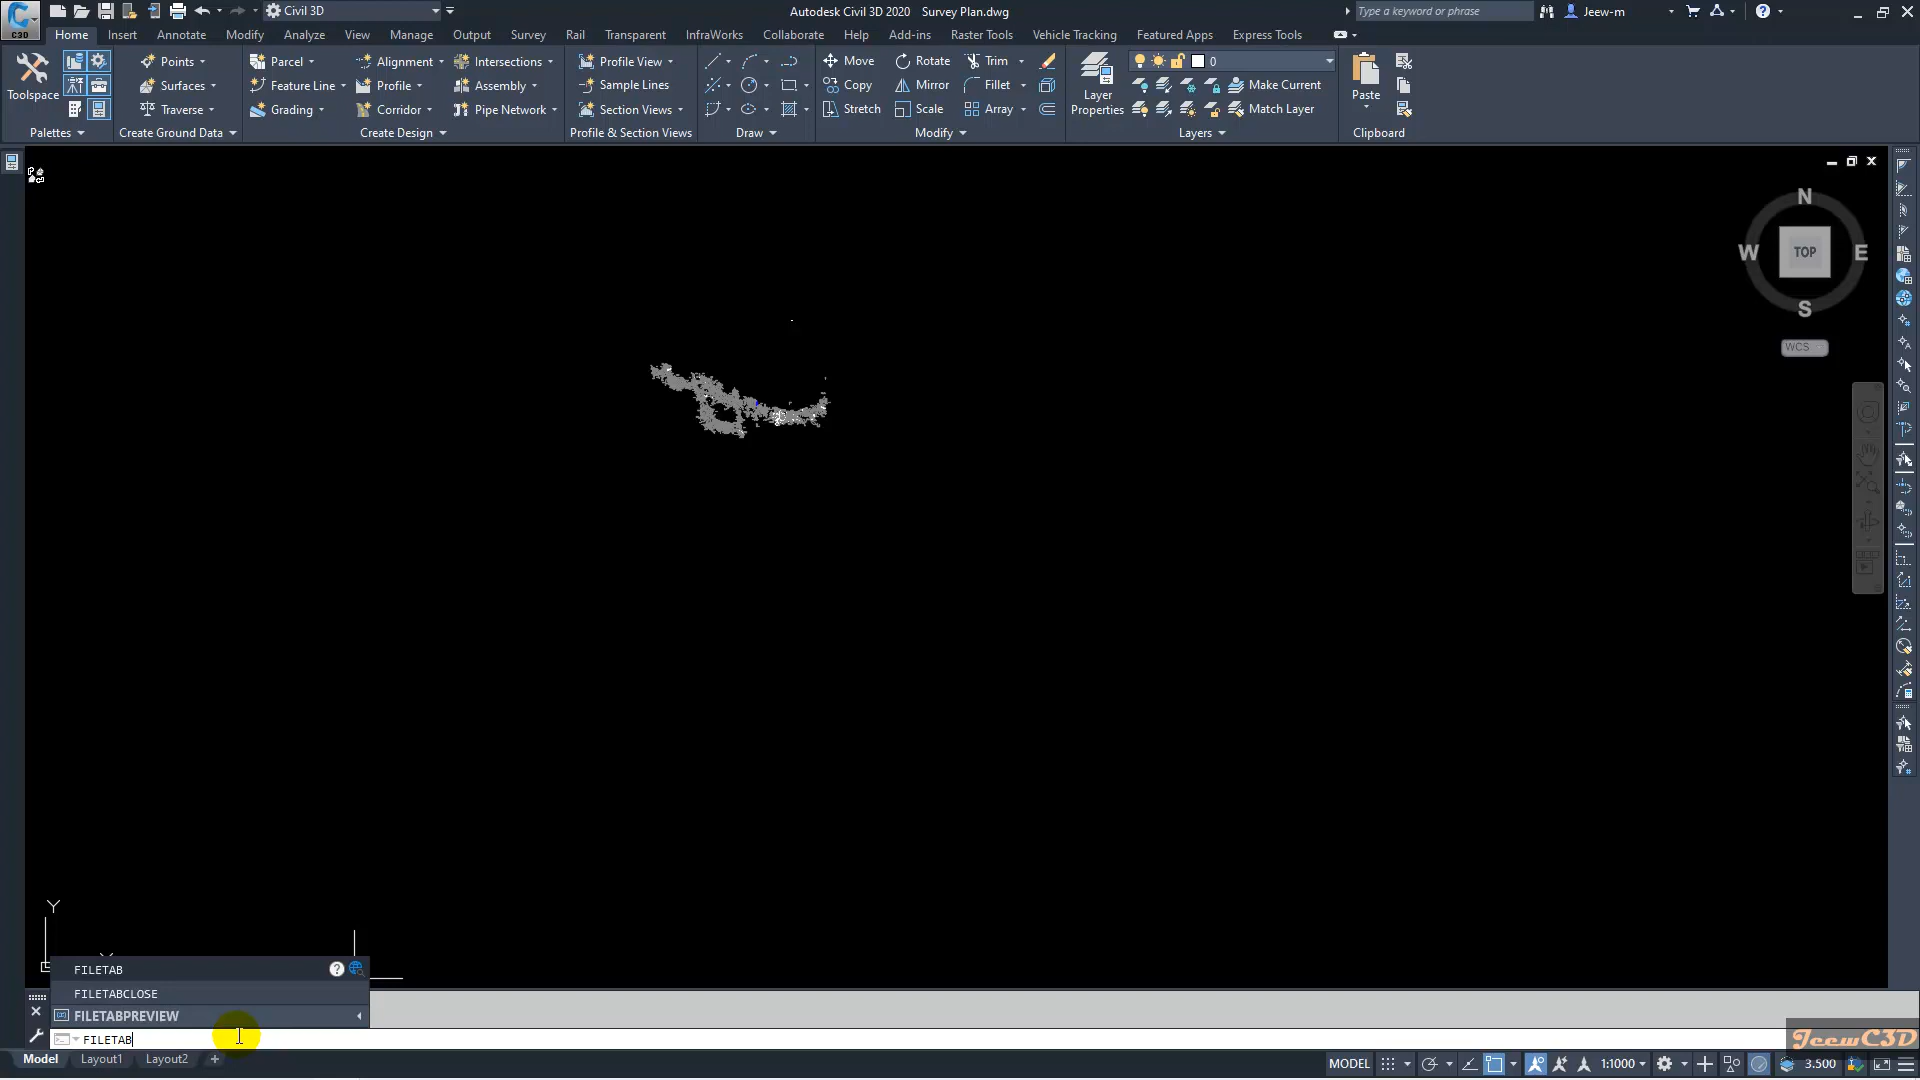 C3D
Civil 3D
Autodesk Civil 3D 2020 Survey Plan.dwg
Type a keyword or phrase
Jeew-m
Home Insert Annotate Modify Analyze View Manage Output Survey Rail Transparent InfraWorks Collaborate Help Add-ins Raster Tools Vehicle Tracking Featured Apps Express Tools
Points Parcel Alignment Intersections Profile View Move Rotate Trim 0
Toolspace Surfaces Feature Line Profile Assembly Sample Lines Copy Mirror Fillet Layer Properties Make Current Paste
Traverse Grading Corridor Pipe Network Section Views Stretch Scale Array Match Layer
Palettes Create Ground Data Create Design Profile & Section Views Draw Modify Layers Clipboard
N
W TOP E
S
WCS
Y
FILETAB
FILETABCLOSE
FILETABPREVIEW
FILETAB
JeewC3D
Model Layout1 Layout2 +
MODEL 1:1000 3.500